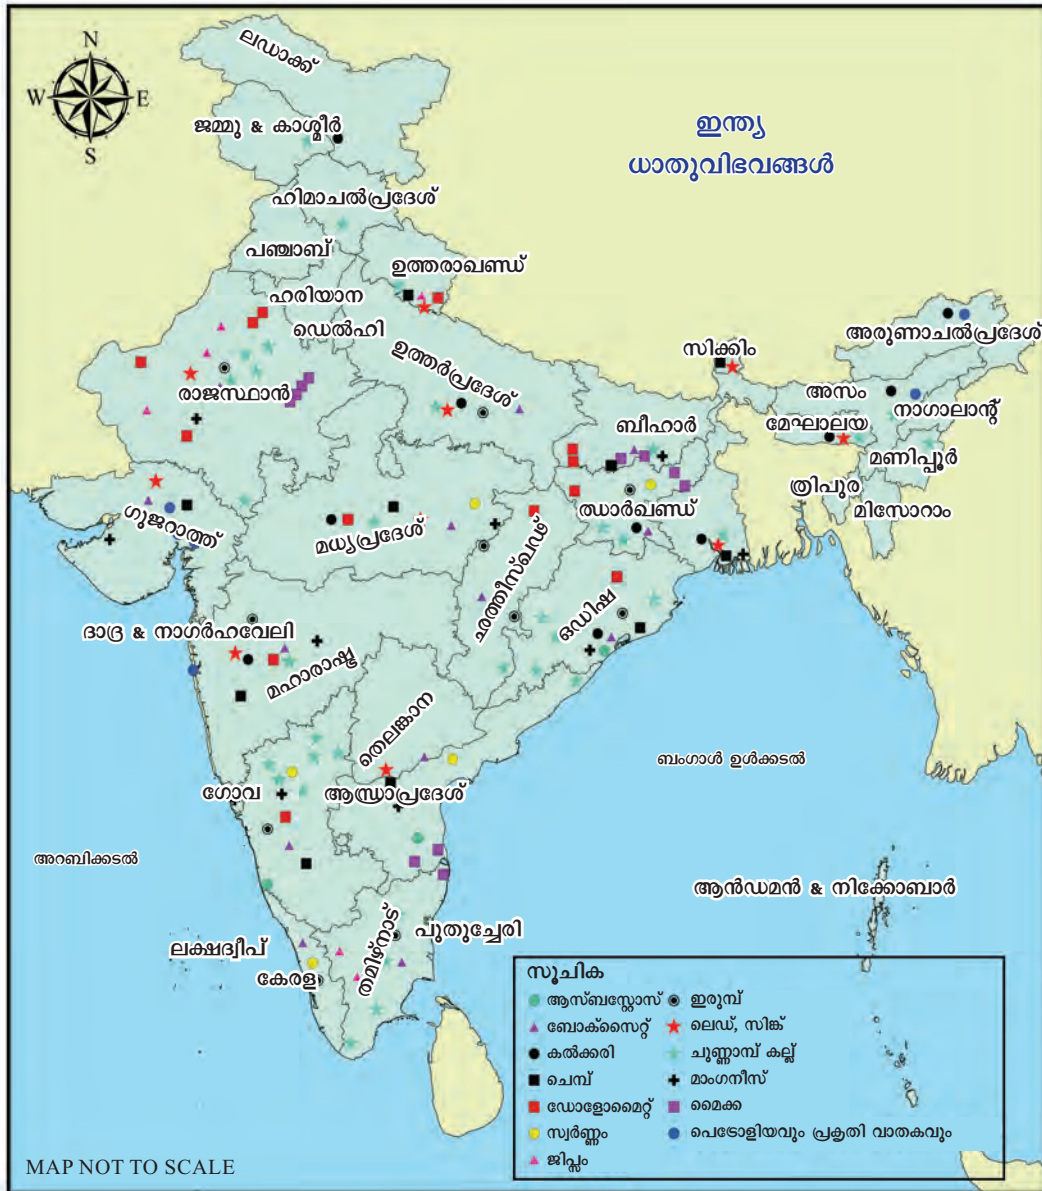 N
W E
S
ഇന്ത്യ
ധാതുവിഭവങ്ങൾ
ലഡാക്ക്
ജമ്മു & കാശ്മീർ
ഹിമാചൽപ്രദേശ്
പഞ്ചാബ്
ഉത്തരാഖണ്ഡ്
ഹരിയാന
ഡെൽഹി
ഉത്തർപ്രദേശ്
രാജസ്ഥാൻ
സിക്കിം
അരുണാചൽപ്രദേശ്
അസം
നാഗാലാന്റ്
മേഘാലയ
മണിപ്പൂർ
ത്രിപുര
മിസോറാം
ബീഹാർ
ഝാർഖണ്ഡ്
ഗുജറാത്ത്
മധ്യപ്രദേശ്
ഛത്തീസ്ഖഢ്
ഒഡിഷ
ദാദ്ര & നാഗർഹവേലി
മഹാരാഷ്ട്ര
തെലങ്കാന
ബംഗാൾ ഉൾക്കടൽ
ഗോവ
ആന്ധ്രാപ്രദേശ്
അറബിക്കടൽ
ആൻഡമാൻ & നിക്കോബാർ
ലക്ഷദ്വീപ്
കേരള
തമിഴ്നാട്
പുതുച്ചേരി
സൂചിക
ആസ്ബസ്റ്റോസ് ഇരുമ്പ്
ബോക്സൈറ്റ് ലെഡ്, സിങ്ക്
കൽക്കരി ചുണ്ണാമ്പ് കല്ല്
ചെമ്പ് മാംഗനീസ്
ഡോളോമൈറ്റ് മൈക്ക
സ്വർണ്ണം പെട്രോളിയവും പ്രകൃതി വാതകവും
ജിപ്സം
MAP NOT TO SCALE